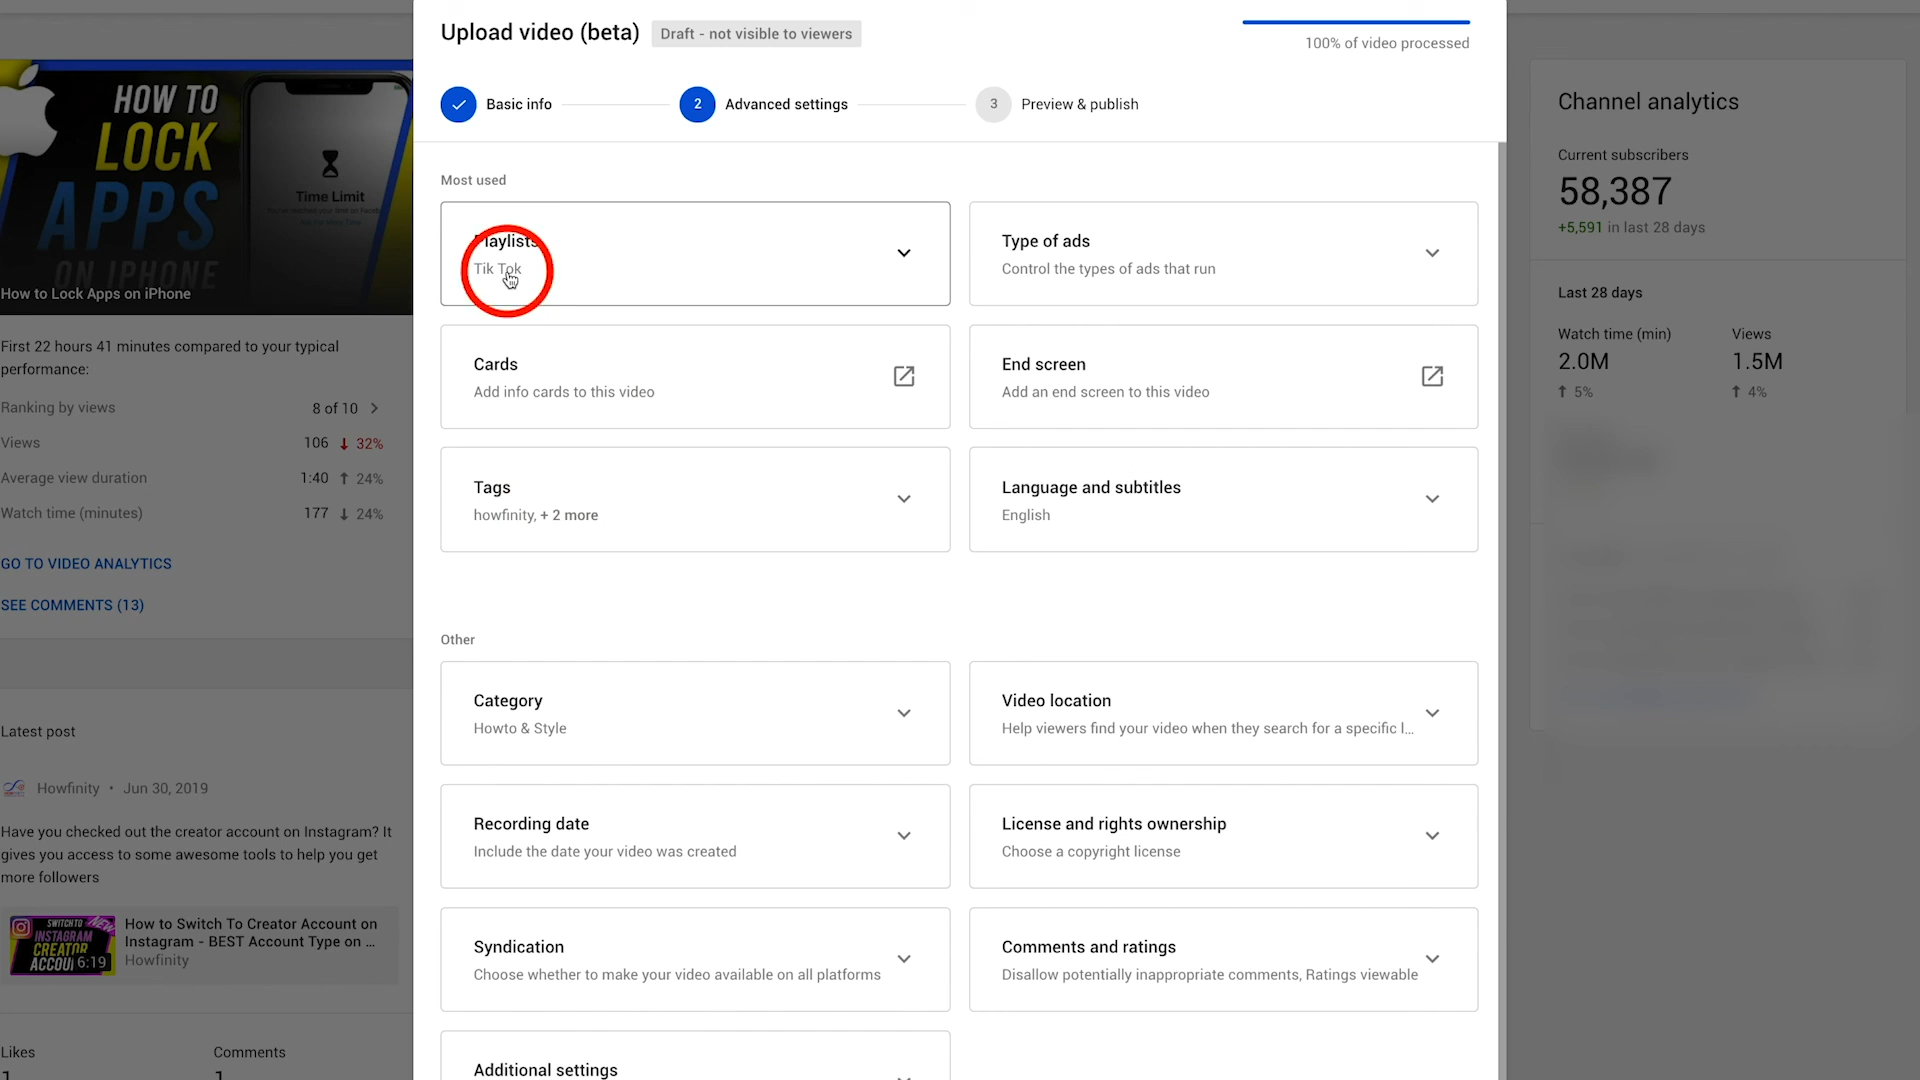 Upload video (beta)
Draft - not visible to viewers
100% of video processed
Basic info
2
Advanced settings
3
Preview & publish
HOW TO
LOCK
APPS
ON IPHONE
Time Limit
How to Lock Apps on iPhone
First 22 hours 41 minutes compared to your typical
performance:
Ranking by views
8 of 10
Views
106
32%
Average view duration
1:40
24%
Watch time (minutes)
177
24%
GO TO VIDEO ANALYTICS
SEE COMMENTS (13)
Latest post
Howfinity • Jun 30, 2019
Have you checked out the creator account on Instagram? It
gives you access to some awesome tools to help you get
more followers
SWITCH TO
NEW
INSTAGRAM
CREATOR
6:19
How to Switch To Creator Account on
Instagram - BEST Account Type on ...
Howfinity
Likes
Comments
1
1
Most used
Playlists
Tik Tok
Type of ads
Control the types of ads that run
Cards
Add info cards to this video
End screen
Add an end screen to this video
Tags
howfinity, + 2 more
Language and subtitles
English
Other
Category
Howto & Style
Video location
Help viewers find your video when they search for a specific l...
Recording date
Include the date your video was created
License and rights ownership
Choose a copyright license
Syndication
Choose whether to make your video available on all platforms
Comments and ratings
Disallow potentially inappropriate comments, Ratings viewable
Additional settings
Channel analytics
Current subscribers
58,387
+5,591 in last 28 days
Last 28 days
Watch time (min)
2.0M
5%
Views
1.5M
4%